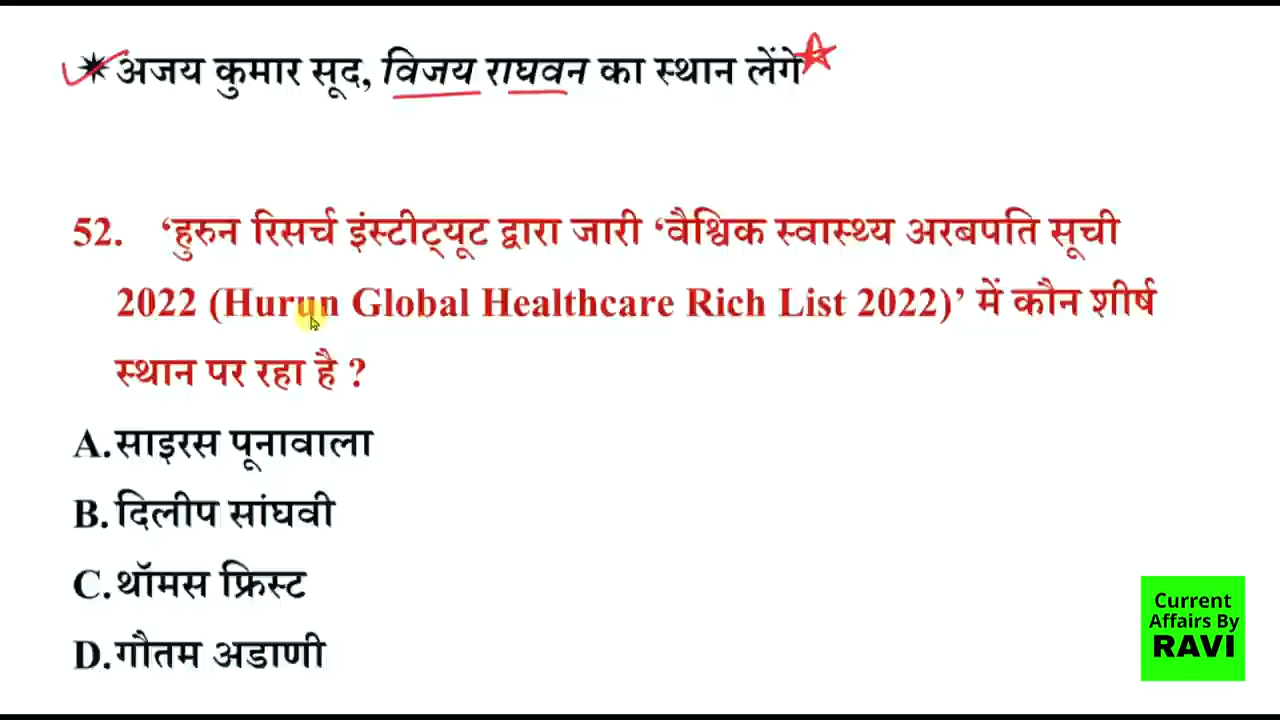 ✷अजय कुमार सूद, विजय राघवन का स्थान लेंगे
52. ‘हुरुन रिसर्च इंस्टीट्यूट द्वारा जारी ‘वैश्विक स्वास्थ्य अरबपति सूची
2022 (Hurun Global Healthcare Rich List 2022)’ में कौन शीर्ष
स्थान पर रहा है ?
A. साइरस पूनावाला
B. दिलीप सांघवी
C. थॉमस फ्रिस्ट
D. गौतम अडाणी
Current
Affairs By
RAVI